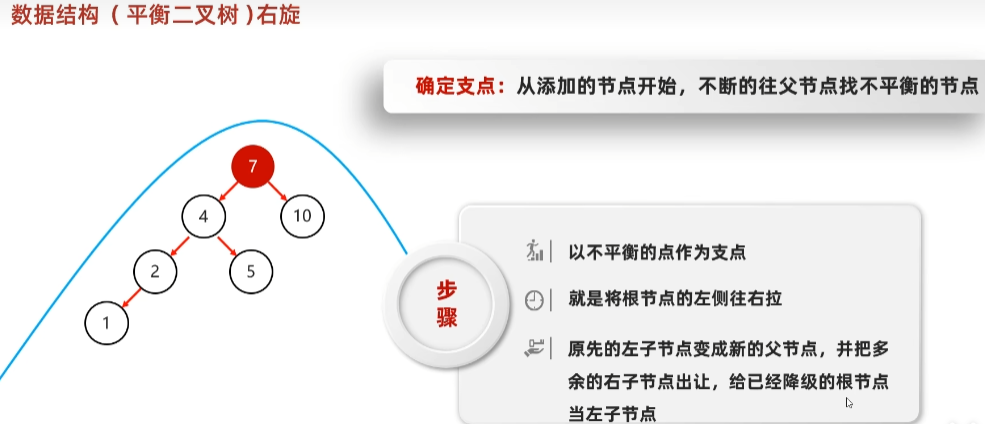 数据结构（平衡二叉树）右旋
确定支点：从添加的节点开始，不断的往父节点找不平衡的节点
7
4
10
2
5
1
步
骤
以不平衡的点作为支点
就是将根节点的左侧往右拉
原先的左子节点变成新的父节点，并把多
余的右子节点出让，给已经降级的根节点
当左子节点